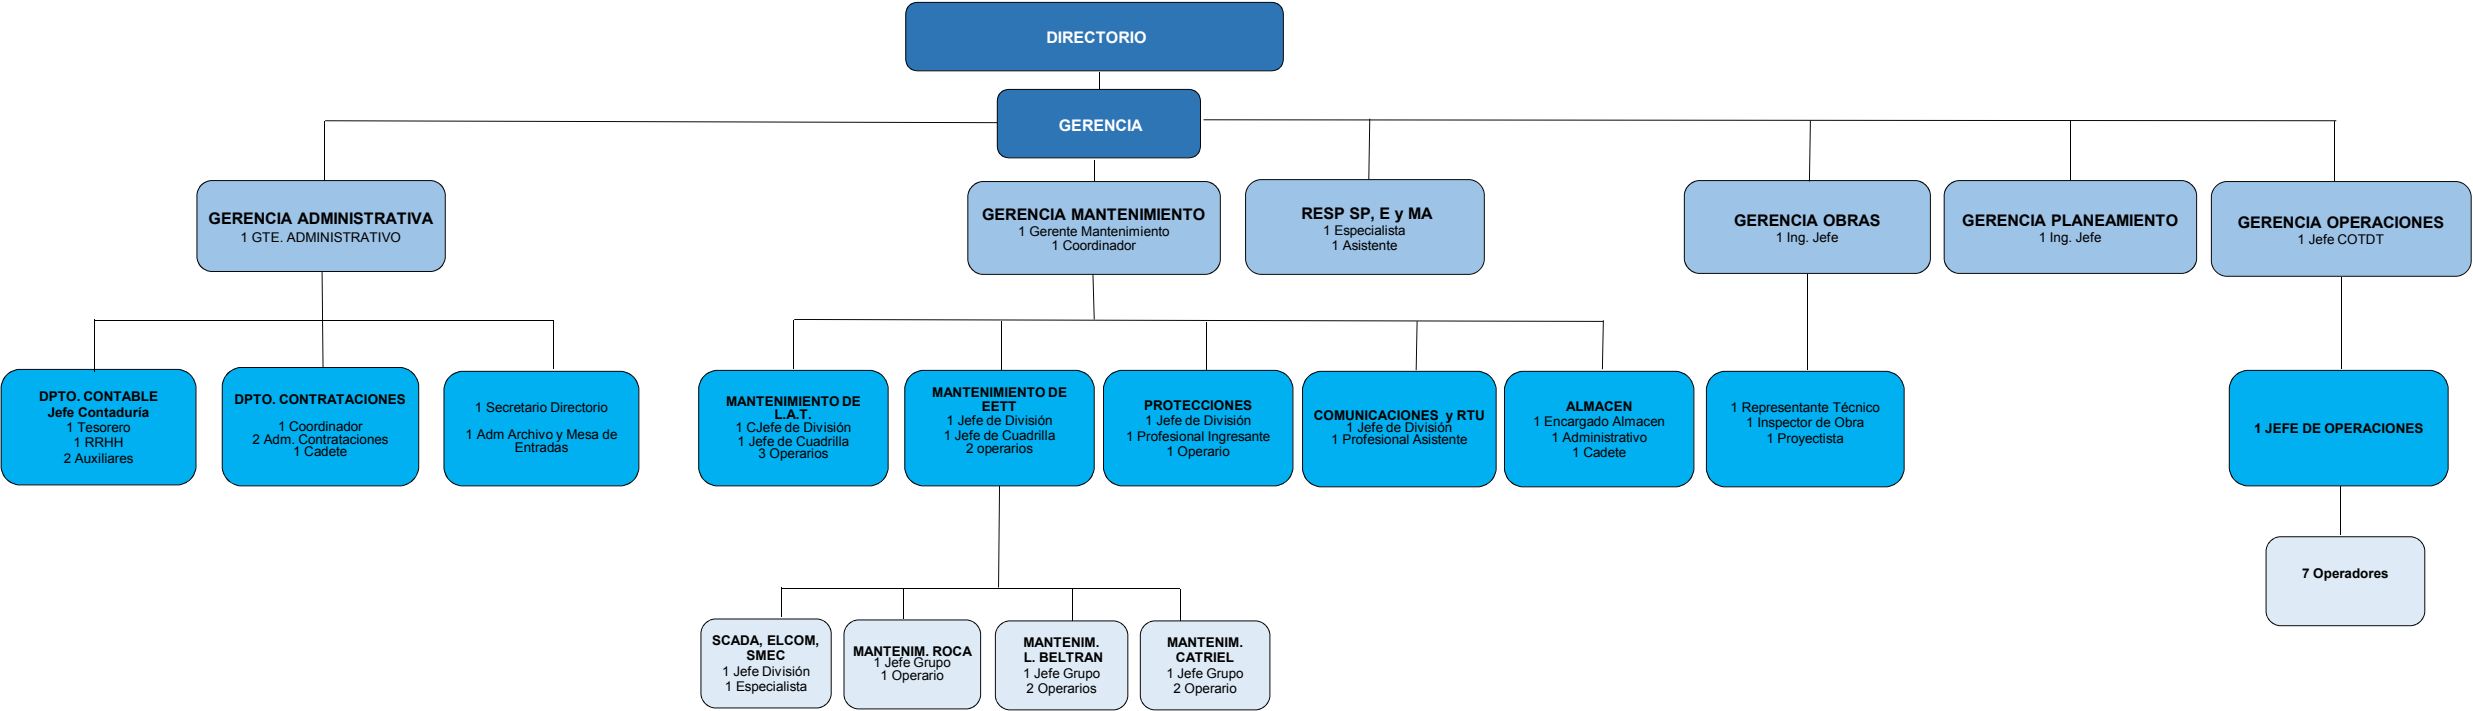 DIRECTORIO
GERENCIA
GERENCIA ADMINISTRATIVA
1 GTE. ADMINISTRATIVO
GERENCIA MANTENIMIENTO
1 Gerente Mantenimiento
1 Coordinador
RESP SP, E y MA
1 Especialista
1 Asistente
GERENCIA OBRAS
1 Ing. Jefe
GERENCIA PLANEAMIENTO
1 Ing. Jefe
GERENCIA OPERACIONES
1 Jefe COTDT
DPTO. CONTABLE
Jefe Contaduría
1 Tesorero
1 RRHH
2 Auxiliares
DPTO. CONTRATACIONES
1 Coordinador
2 Adm. Contrataciones
1 Cadete
1 Secretario Directorio
1 Adm Archivo y Mesa de
Entradas
MANTENIMIENTO DE
L.A.T.
1 CJefe de División
1 Jefe de Cuadrilla
3 Operarios
MANTENIMIENTO DE
EETT
1 Jefe de División
1 Jefe de Cuadrilla
2 operarios
PROTECCIONES
1 Jefe de División
1 Profesional Ingresante
1 Operario
COMUNICACIONES y RTU
1 Jefe de División
1 Profesional Asistente
ALMACEN
1 Encargado Almacen
1 Administrativo
1 Cadete
1 Representante Técnico
1 Inspector de Obra
1 Proyectista
1 JEFE DE OPERACIONES
7 Operadores
SCADA, ELCOM,
SMEC
1 Jefe División
1 Especialista
MANTENIM. ROCA
1 Jefe Grupo
1 Operario
MANTENIM.
L. BELTRAN
1 Jefe Grupo
2 Operarios
MANTENIM.
CATRIEL
1 Jefe Grupo
2 Operario